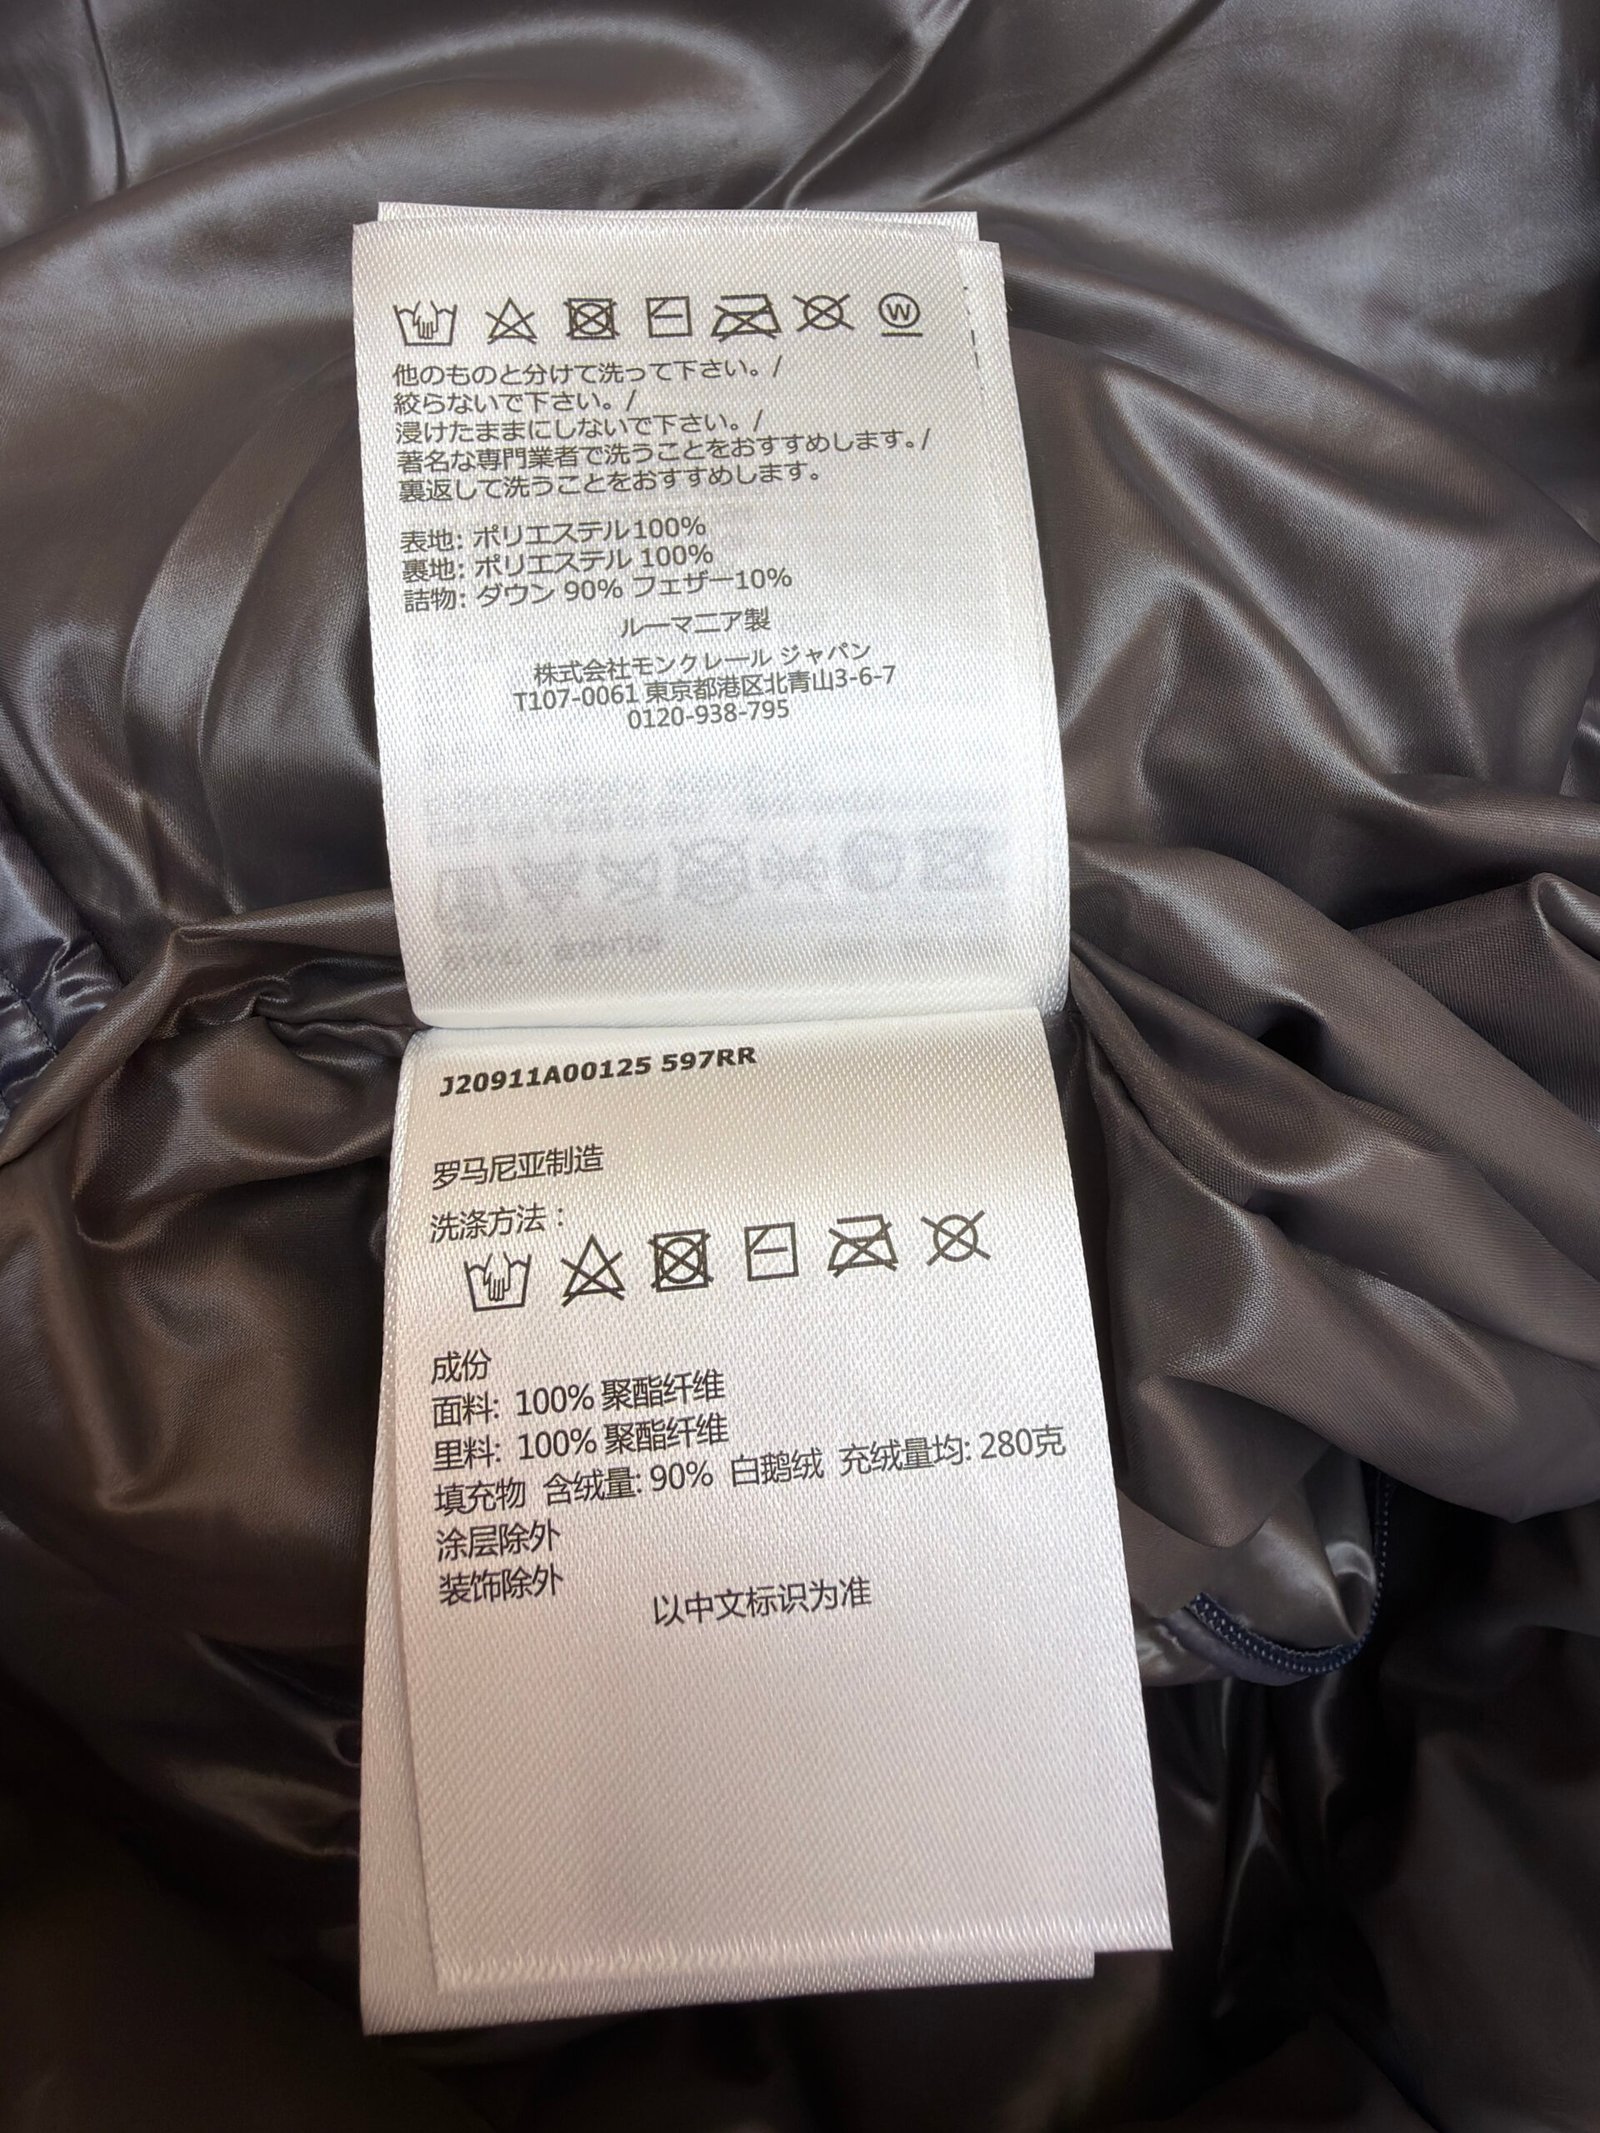 W
他のものと分けて洗って下さい。/
絞らないで下さい。/
浸けたままにしないで下さい。/
著名な専門業者で洗うことをおすすめします。/
裏返して洗うことをおすすめします。
表地: ポリエステル100%
裏地: ポリエステル 100%
詰物: ダウン 90% フェザー10%
ルーマニア製
株式会社モンクレール ジャパン
T107-0061 東京都港区北青山3-6-7
0120-938-795
J20911A00125 597RR
罗马尼亚制造
洗涤方法：
成份
面料: 100% 聚酯纤维
里料: 100% 聚酯纤维
填充物 含绒量: 90% 白鹅绒 充绒量均: 280克
涂层除外
装饰除外
以中文标识为准